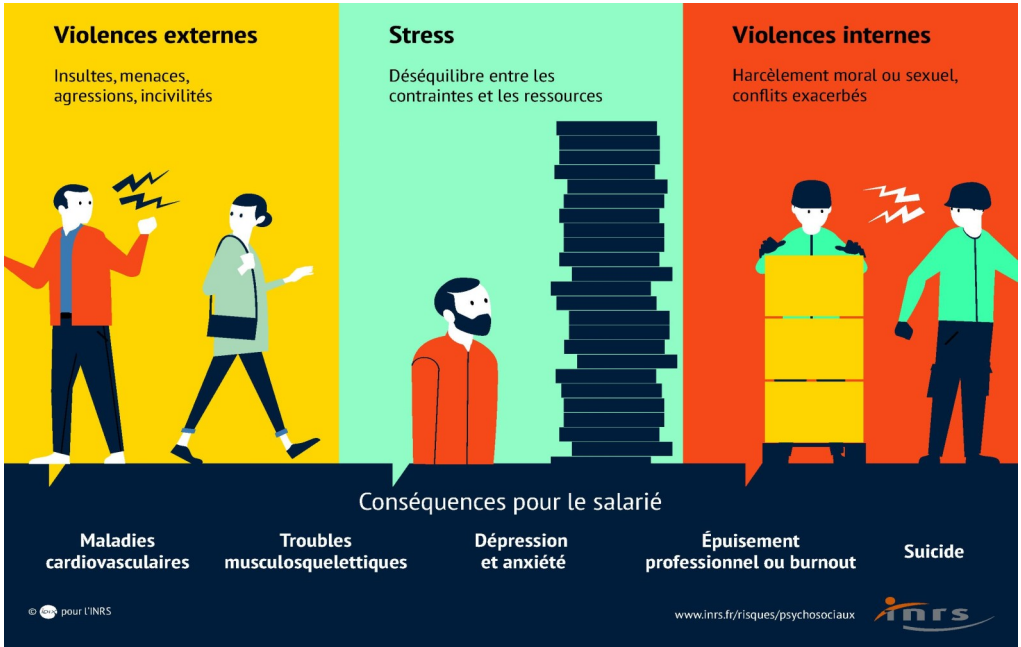 Violences externes
Insultes, menaces,
agressions, incivilités
Stress
Déséquilibre entre les
contraintes et les ressources
Violences internes
Harcèlement moral ou sexuel,
conflits exacerbés
Conséquences pour le salarié
Maladies
cardiovasculaires
Troubles
musculosquelettiques
Dépression
et anxiété
Épuisement
professionnel ou burnout
Suicide
© pour l'INRS
www.inrs.fr/risques/psychosociaux
inrs